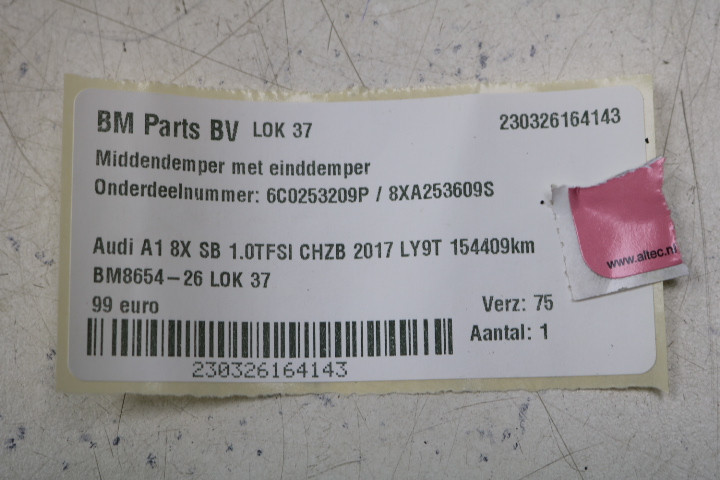 BM Parts BV LOK 37
230326164143
Middendemper met einddemper
Onderdeelnummer: 6C0253209P / 8XA253609S
www.altec.nl
Audi A1 8X SB 1.0TFSI CHZB 2017 LY9T 154409km
BM8654-26 LOK 37
99 euro
Verz: 75
Aantal: 1
230326164143